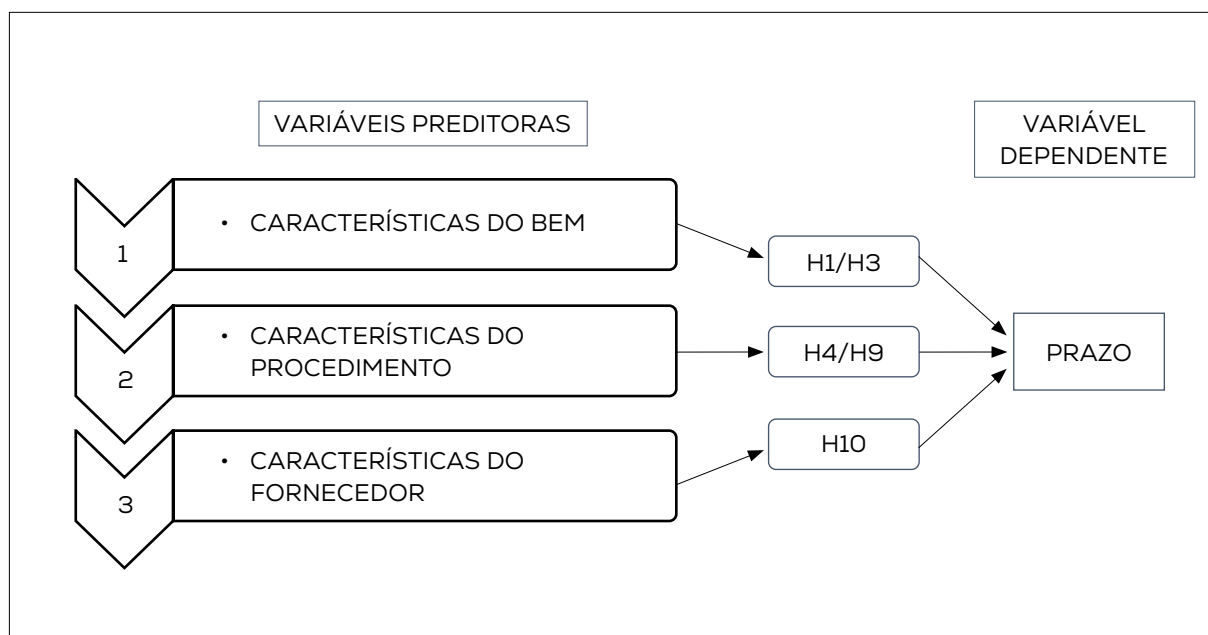 VARIÁVEIS PREDITORAS
VARIÁVEL
DEPENDENTE
1
• CARACTERÍSTICAS DO BEM
H1/H3
2
• CARACTERÍSTICAS DO
PROCEDIMENTO
H4/H9
PRAZO
3
• CARACTERÍSTICAS DO
FORNECEDOR
H10